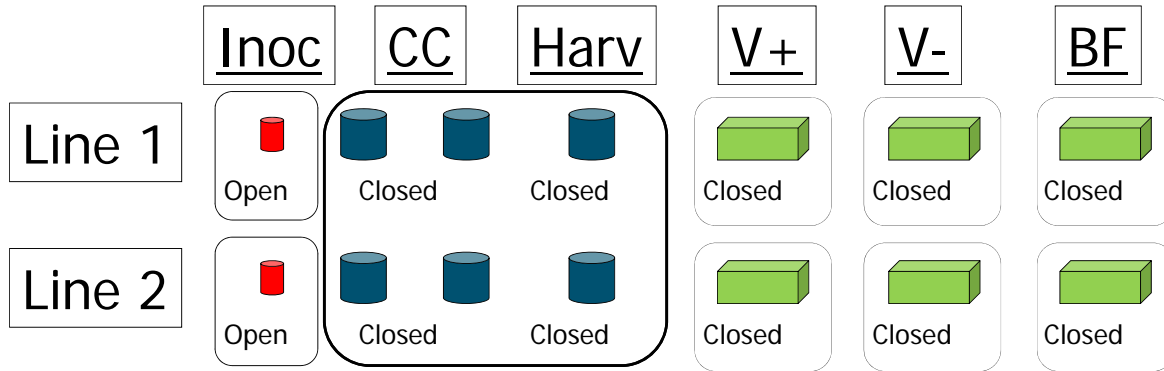 Inoc CC Harv V+ V- BF
Line 1
Open Closed Closed Closed Closed Closed
Line 2
Open Closed Closed Closed Closed Closed